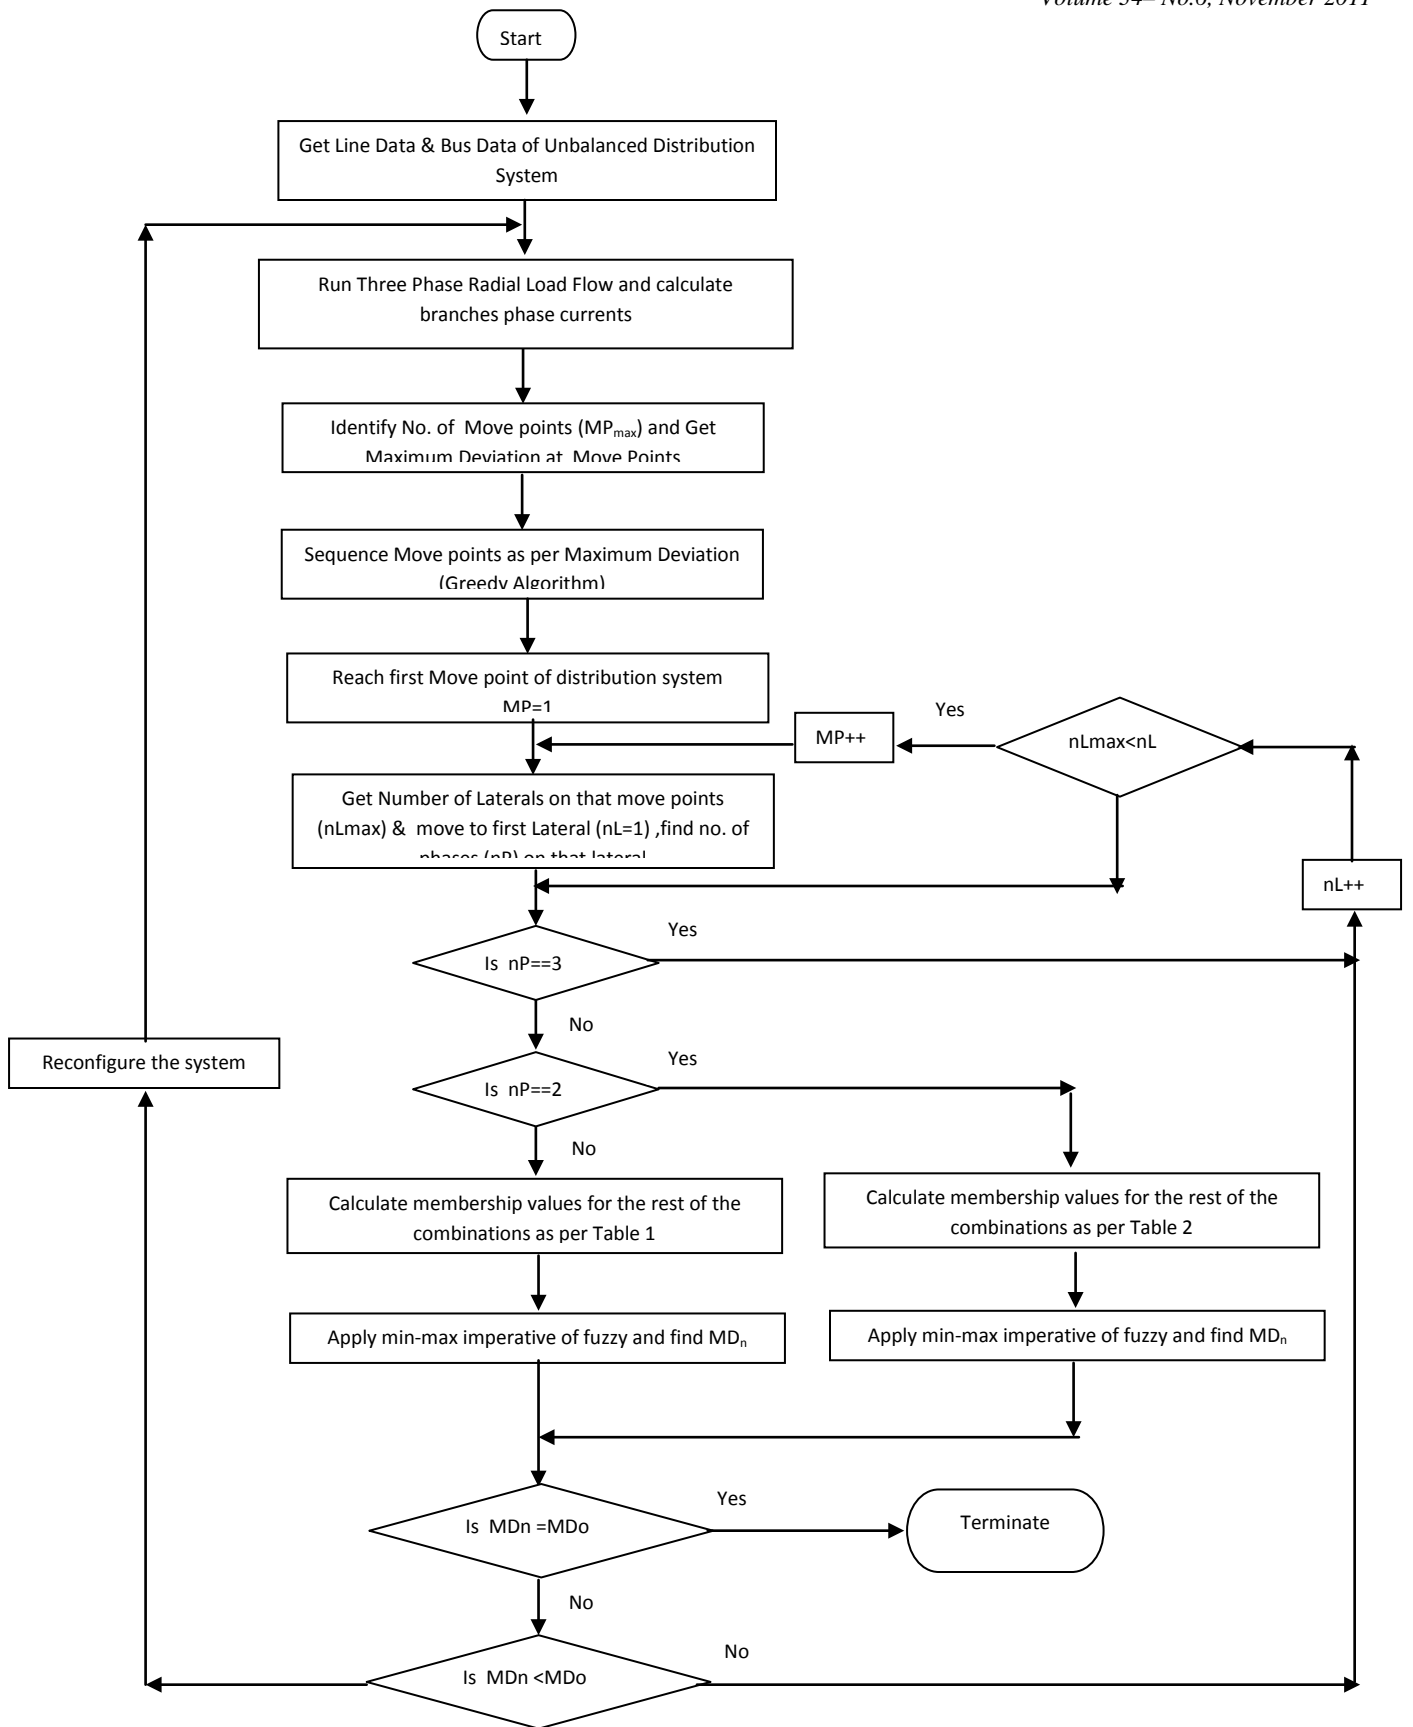 Volume 34– No.6, November 2011
Start
Get Line Data & Bus Data of Unbalanced Distribution
System
Run Three Phase Radial Load Flow and calculate
branches phase currents
Identify No. of Move points (MPmax) and Get
Maximum Deviation at Move Points
Sequence Move points as per Maximum Deviation
(Greedy Algorithm)
Reach first Move point of distribution system
MP=1
Yes
MP++
nLmax<nL
Get Number of Laterals on that move points
(nLmax) & move to first Lateral (nL=1) ,find no. of
phases (nP) on that lateral
nL++
Yes
Is nP==3
No
Yes
Is nP==2
Reconfigure the system
No
Calculate membership values for the rest of the
combinations as per Table 1
Calculate membership values for the rest of the
combinations as per Table 2
Apply min-max imperative of fuzzy and find MDn
Apply min-max imperative of fuzzy and find MDn
Yes
Is MDn =MDo
Terminate
No
No
Is MDn <MDo